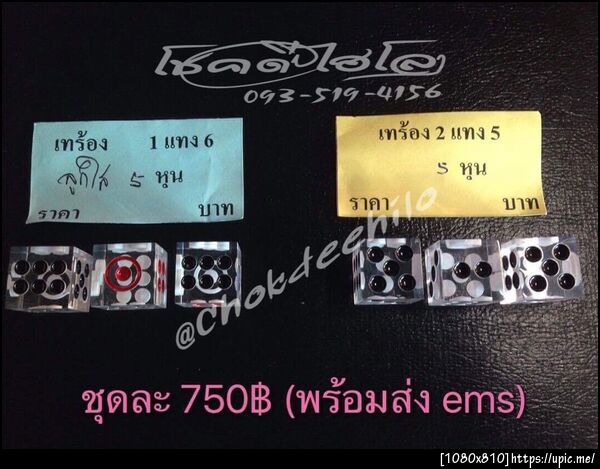 โชคดีไฮโล
093-519-4156
เทร้อง 1 แทง 6
ลูกใส 5 หุน
ราคา บาท
เทร้อง 2 แทง 5
5 หุน
ราคา บาท
@Chokdeehilo
ชุดละ 750฿ (พร้อมส่ง ems)
[1080x810]https://upic.me/